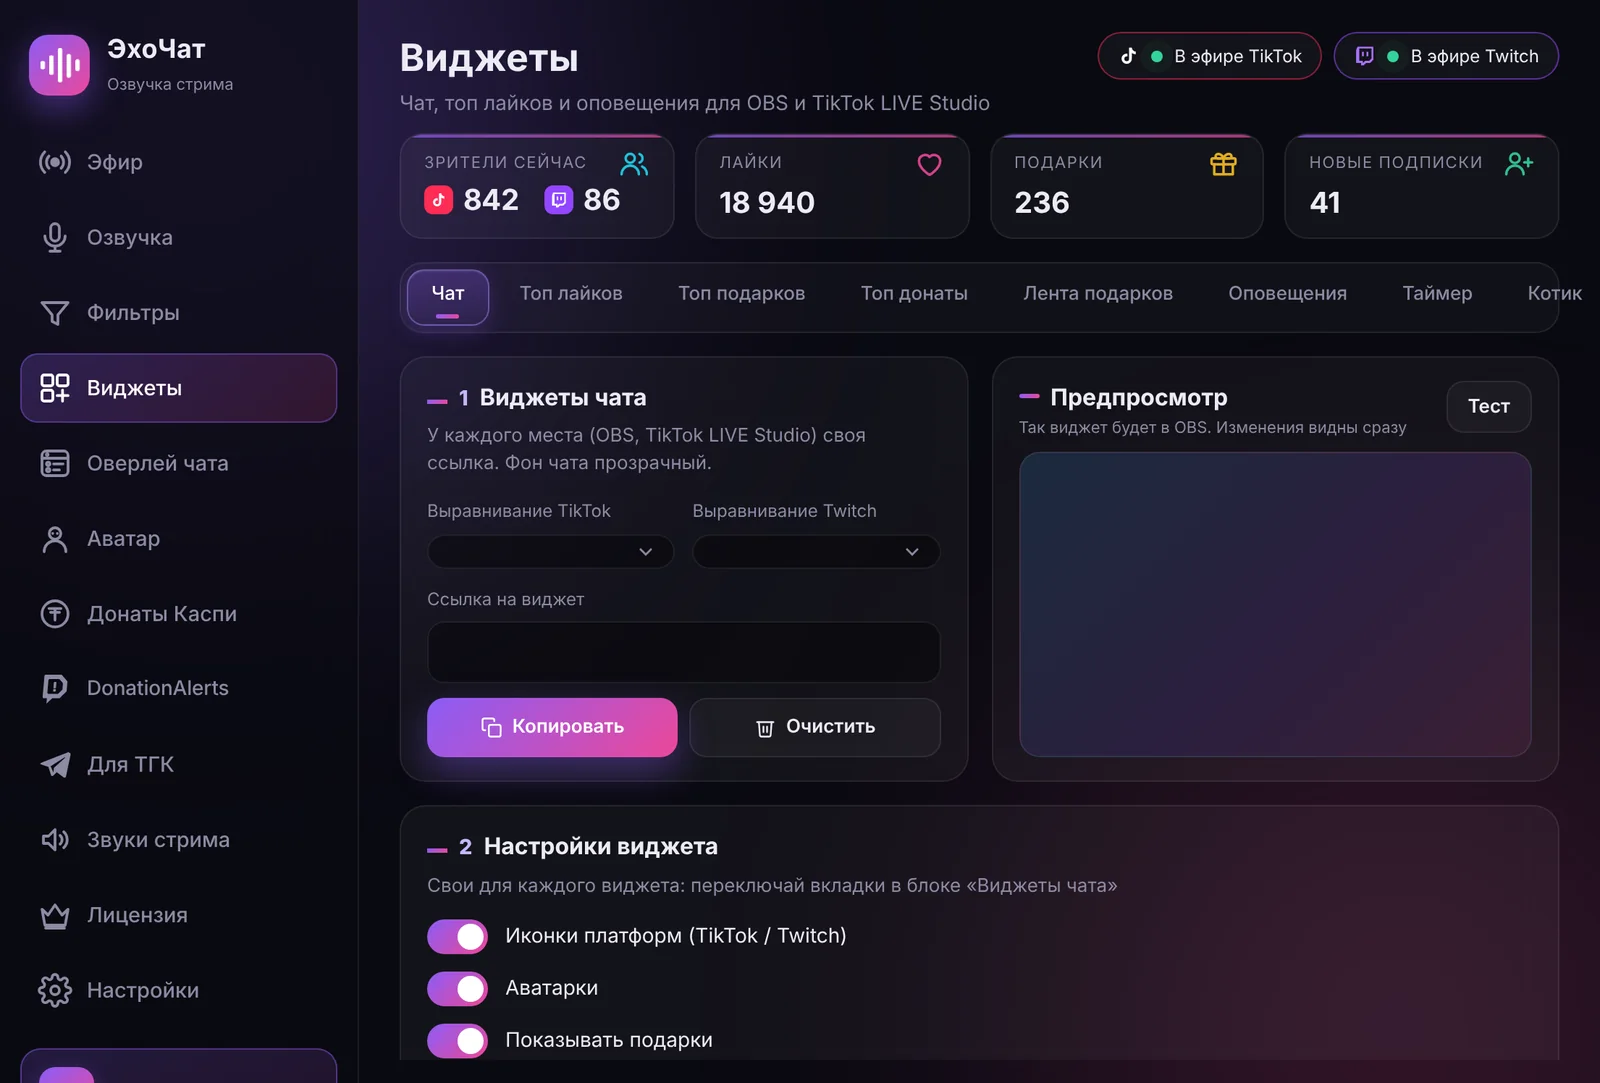 ЭхоЧат
Озвучка стрима
Эфир
Озвучка
Фильтры
Виджеты
Оверлей чата
Аватар
Донаты Каспи
DonationAlerts
Для ТГК
Звуки стрима
Лицензия
Настройки
Виджеты
Чат, топ лайков и оповещения для OBS и TikTok LIVE Studio
В эфире TikTok
В эфире Twitch
ЗРИТЕЛИ СЕЙЧАС
842 86
ЛАЙКИ
18 940
ПОДАРКИ
236
НОВЫЕ ПОДПИСКИ
41
Чат
Топ лайков
Топ подарков
Топ донаты
Лента подарков
Оповещения
Таймер
Котик
1 Виджеты чата
У каждого места (OBS, TikTok LIVE Studio) своя
ссылка. Фон чата прозрачный.
Выравнивание TikTok
Выравнивание Twitch
Ссылка на виджет
Копировать
Очистить
Предпросмотр
Так виджет будет в OBS. Изменения видны сразу
Тест
2 Настройки виджета
Свои для каждого виджета: переключай вкладки в блоке «Виджеты чата»
Иконки платформ (TikTok / Twitch)
Аватарки
Показывать подарки